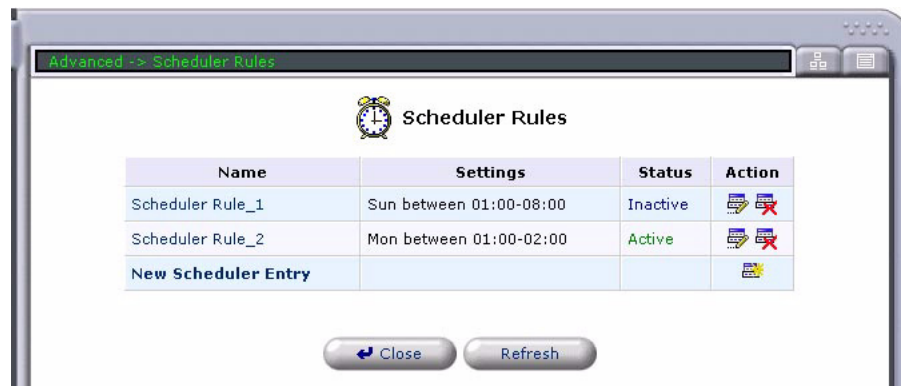 Advanced -> Scheduler Rules
Scheduler Rules
Name Settings Status Action
Scheduler Rule_1 Sun between 01:00-08:00 Inactive
Scheduler Rule_2 Mon between 01:00-02:00 Active
New Scheduler Entry
Close Refresh